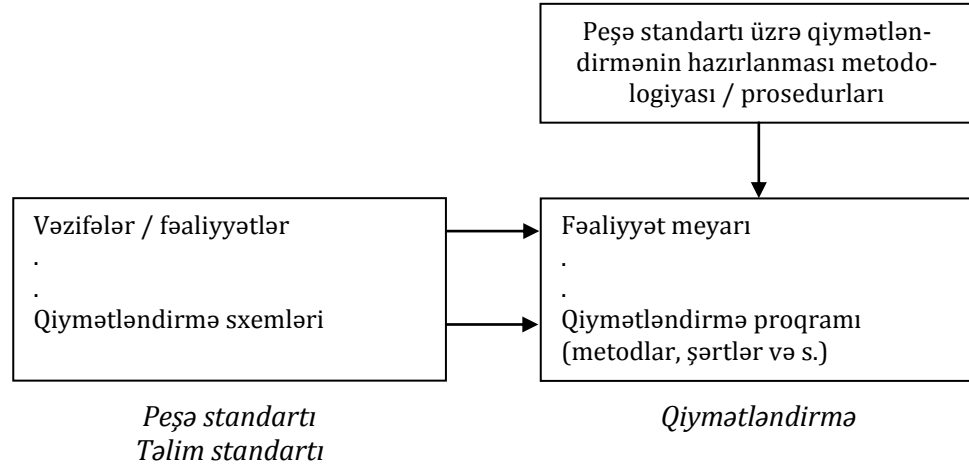 Peşə standartı üzrə qiymətlən-
dirmənin hazırlanması metodo-
logiyası / prosedurları
Vəzifələr / fəaliyyətlər
.
.
Qiymətləndirmə sxemləri
Fəaliyyət meyarı
.
.
Qiymətləndirmə proqramı
(metodlar, şərtlər və s.)
Peşə standartı
Təlim standartı
Qiymətləndirmə